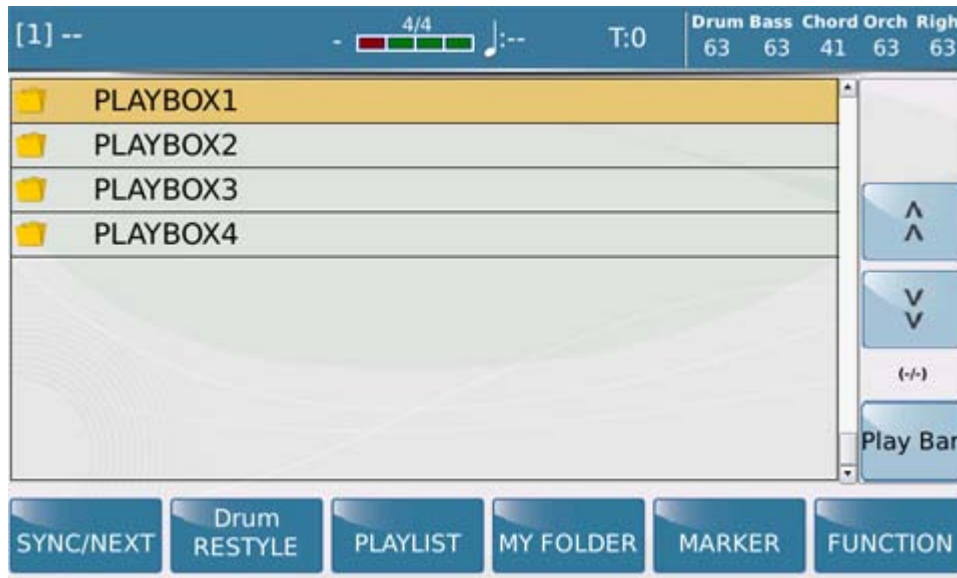 [1] --
- 4/4 :-- T:0
Drum Bass Chord Orch Righ
63 63 41 63 63
PLAYBOX1
PLAYBOX2
PLAYBOX3
PLAYBOX4
(-/-)
Play Bar
SYNC/NEXT
Drum
RESTYLE
PLAYLIST
MY FOLDER
MARKER
FUNCTION